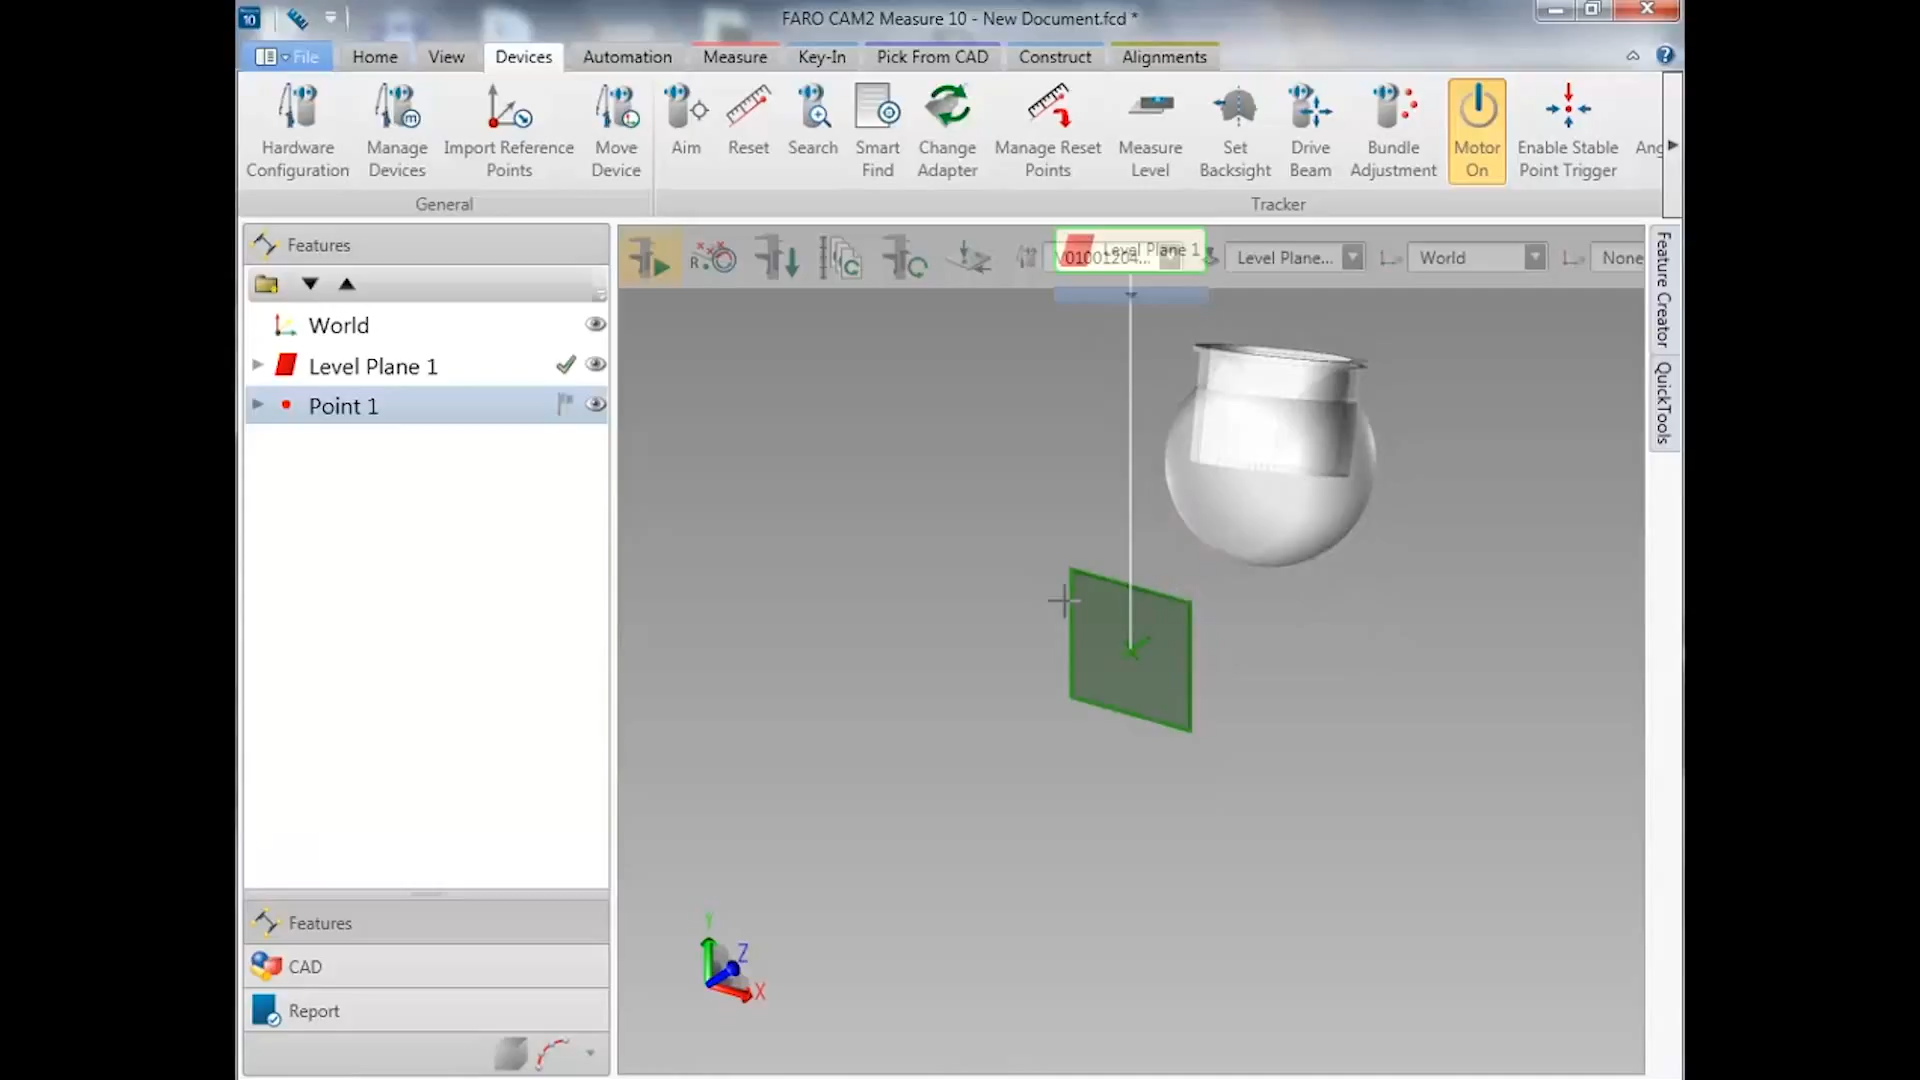 10
FARO CAM2 Measure 10 - New Document.fcd *
File
Home
View
Devices
Automation
Measure
Key-In
Pick From CAD
Construct
Alignments
Hardware Configuration
Manage Devices
Import Reference Points
Move Device
Aim
Reset
Search
Smart Find
Change Adapter
Manage Reset Points
Measure Level
Set Backsight
Drive Beam
Bundle Adjustment
Motor On
Enable Stable Point Trigger
General
Tracker
Features
Level Plane 1
Level Plane...
World
None
World
Level Plane 1
Point 1
Feature Creator
QuickTools
Y
Z
X
Features
CAD
Report